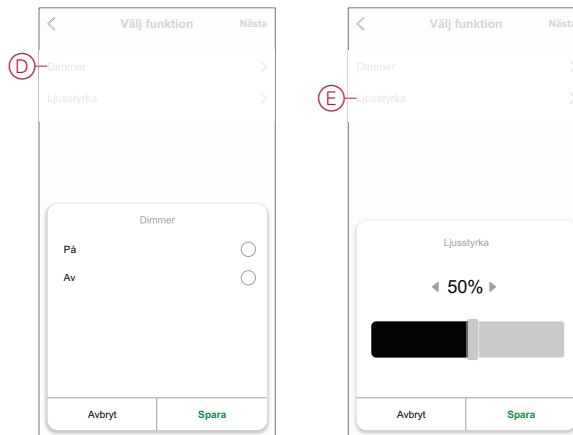 Välj funktion Nästa
D
Dimmer
Ljusstyrka
Dimmer
På
Av
Avbryt Spara
Välj funktion Nästa
Dimmer
E
Ljusstyrka
Ljusstyrka
50%
Avbryt Spara